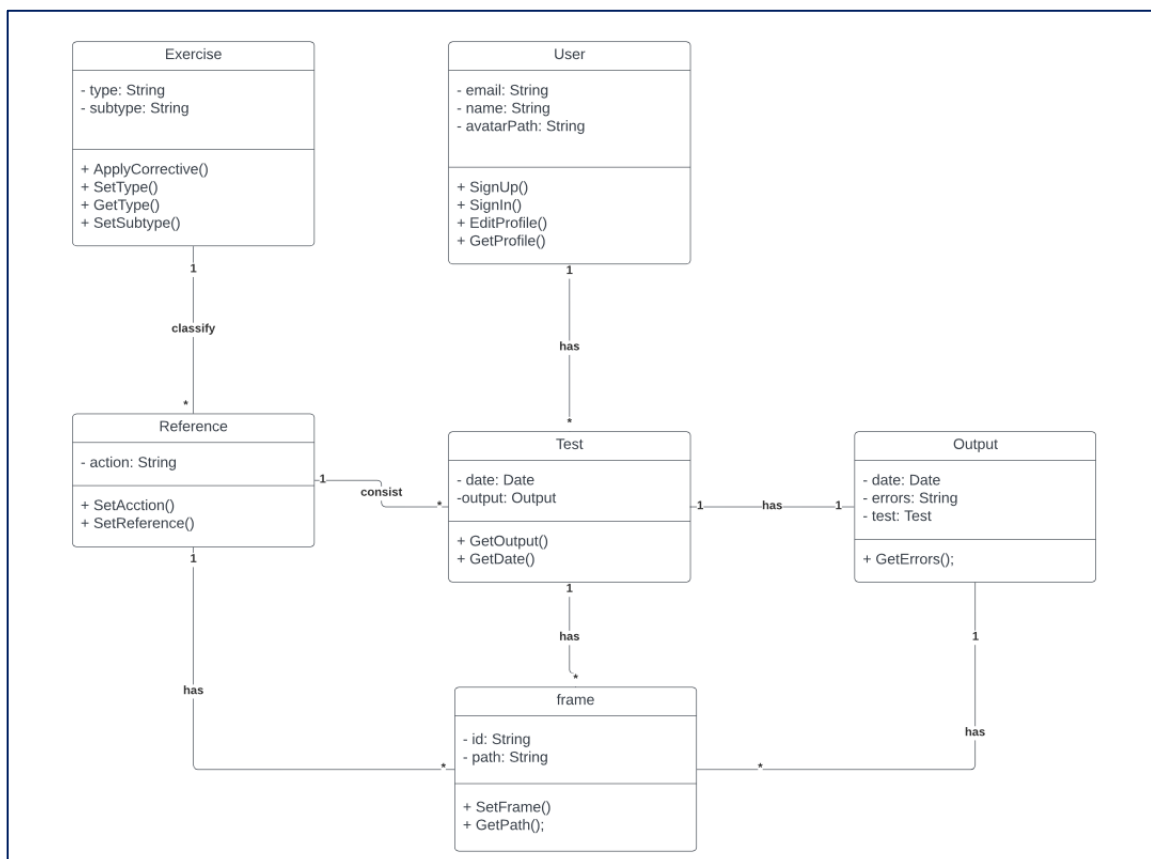 Exercise
- type: String
- subtype: String
+ ApplyCorrective()
+ SetType()
+ GetType()
+ SetSubtype()
User
- email: String
- name: String
- avatarPath: String
+ SignUp()
+ SignIn()
+ EditProfile()
+ GetProfile()
1
classify
*
1
has
*
Reference
- action: String
+ SetAcction()
+ SetReference()
1
consist
*
Test
- date: Date
-output: Output
+ GetOutput()
+ GetDate()
1
has
1
Output
- date: Date
- errors: String
- test: Test
+ GetErrors();
1
has
*
1
has
*
1
has
*
frame
- id: String
- path: String
+ SetFrame()
+ GetPath();